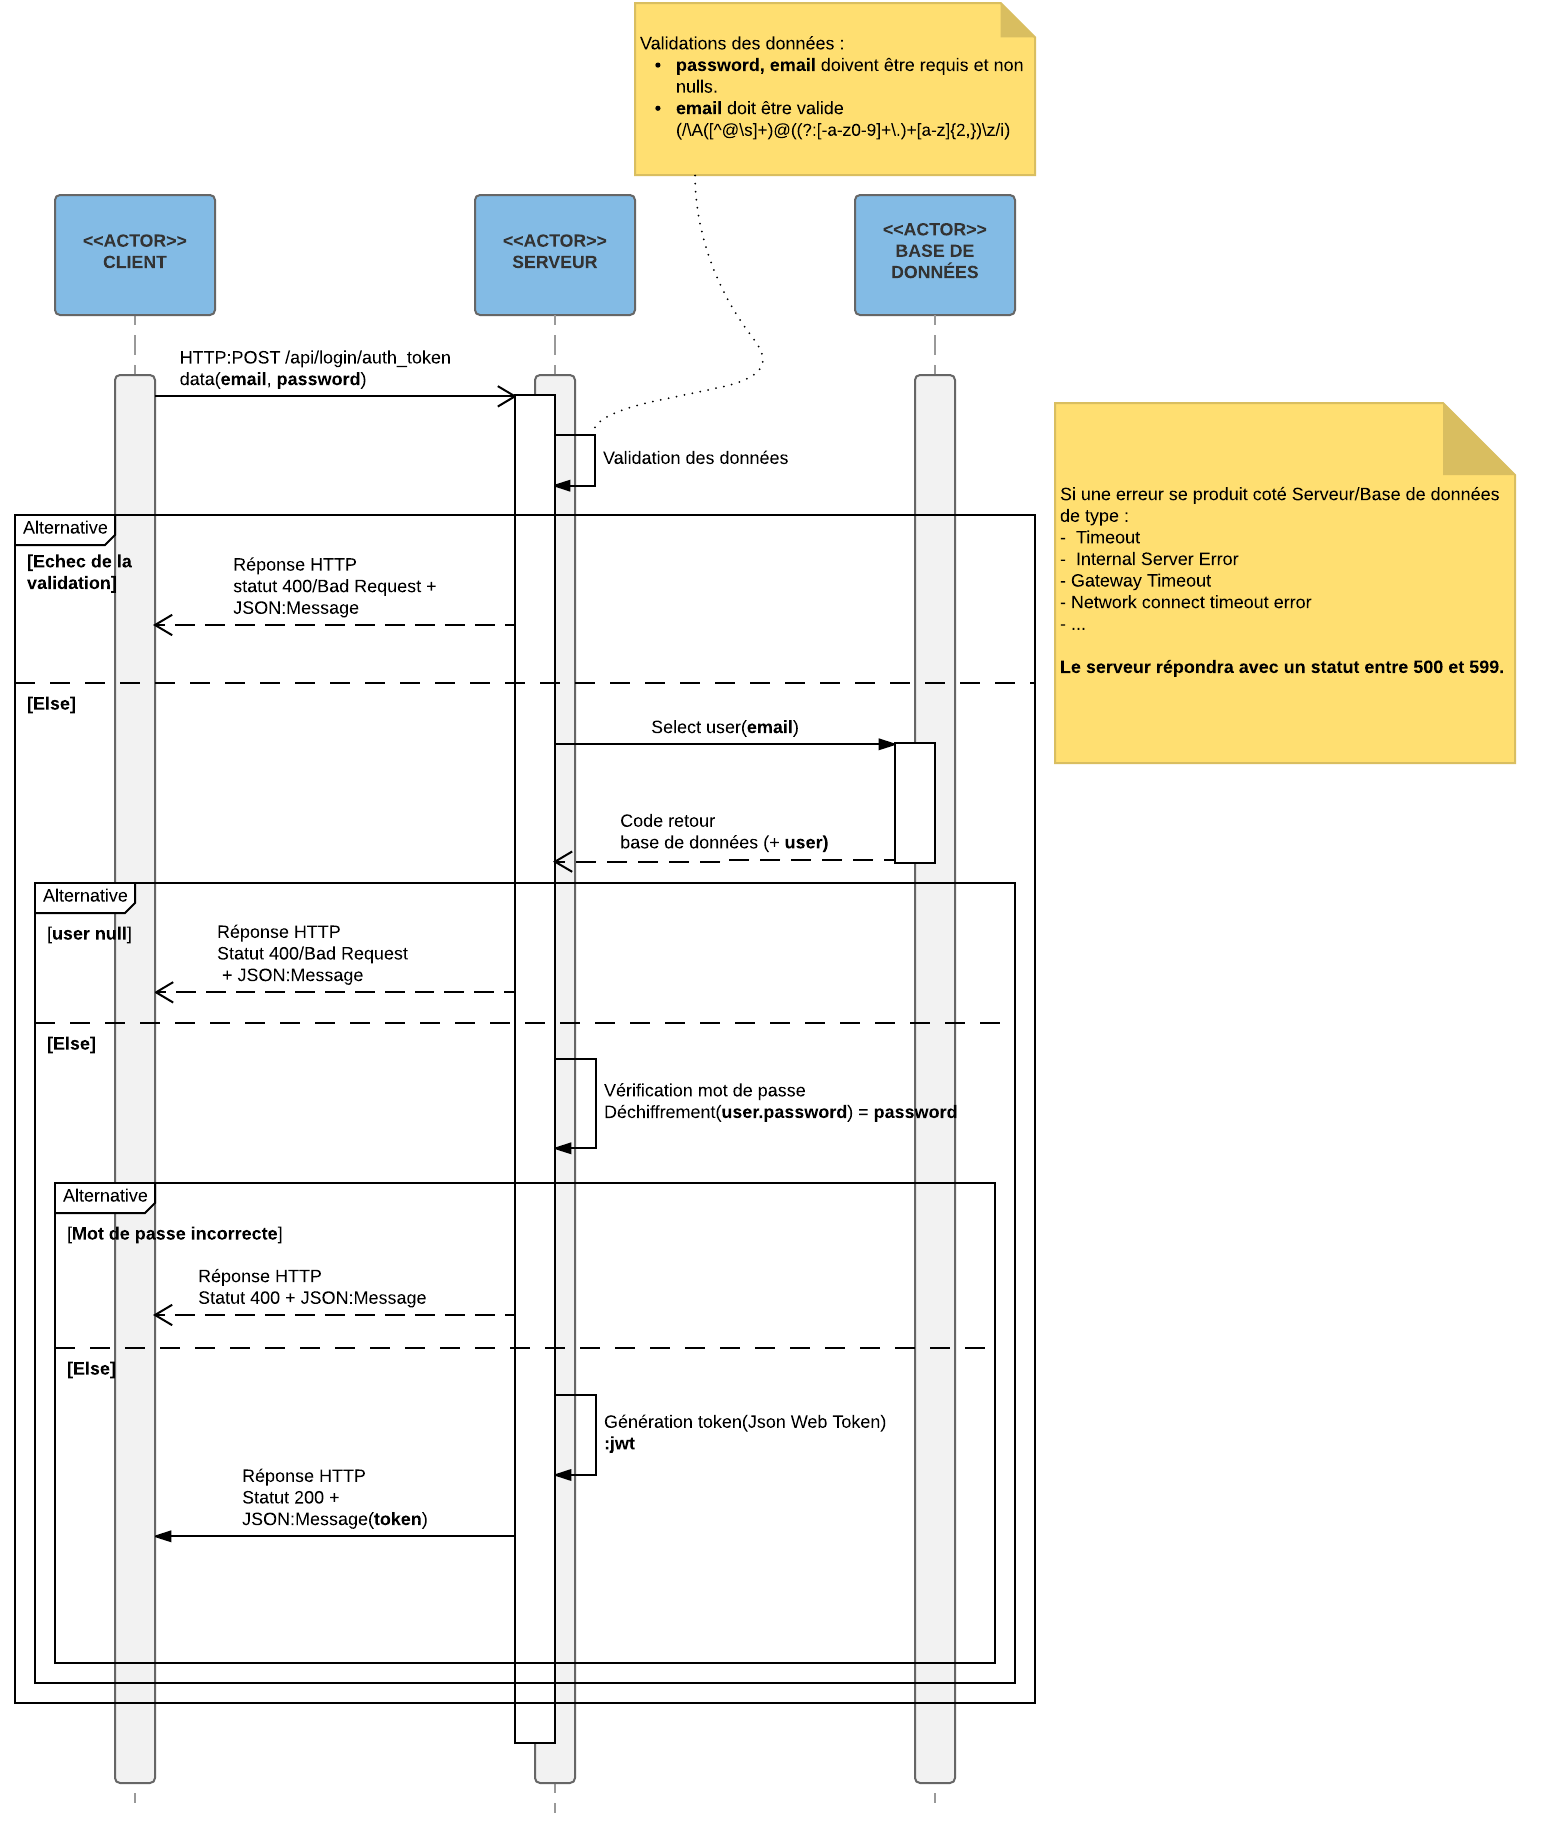 Validations des données :
• password, email doivent être requis et non
nulls.
• email doit être valide
(/\A([^@\s]+)@((?:[-a-z0-9]+\.)+[a-z]{2,})\z/i)
<<ACTOR>>
CLIENT
<<ACTOR>>
SERVEUR
<<ACTOR>>
BASE DE
DONNÉES
HTTP:POST /api/login/auth_token
data(email, password)
Validation des données
Si une erreur se produit coté Serveur/Base de données
de type :
- Timeout
- Internal Server Error
- Gateway Timeout
- Network connect timeout error
- ...
Le serveur répondra avec un statut entre 500 et 599.
Alternative
[Echec de la
validation]
Réponse HTTP
statut 400/Bad Request +
JSON:Message
[Else]
Select user(email)
Code retour
base de données (+ user)
Alternative
[user null]
Réponse HTTP
Statut 400/Bad Request
+ JSON:Message
[Else]
Vérification mot de passe
Déchiffrement(user.password) = password
Alternative
[Mot de passe incorrecte]
Réponse HTTP
Statut 400 + JSON:Message
[Else]
Génération token(Json Web Token)
:jwt
Réponse HTTP
Statut 200 +
JSON:Message(token)